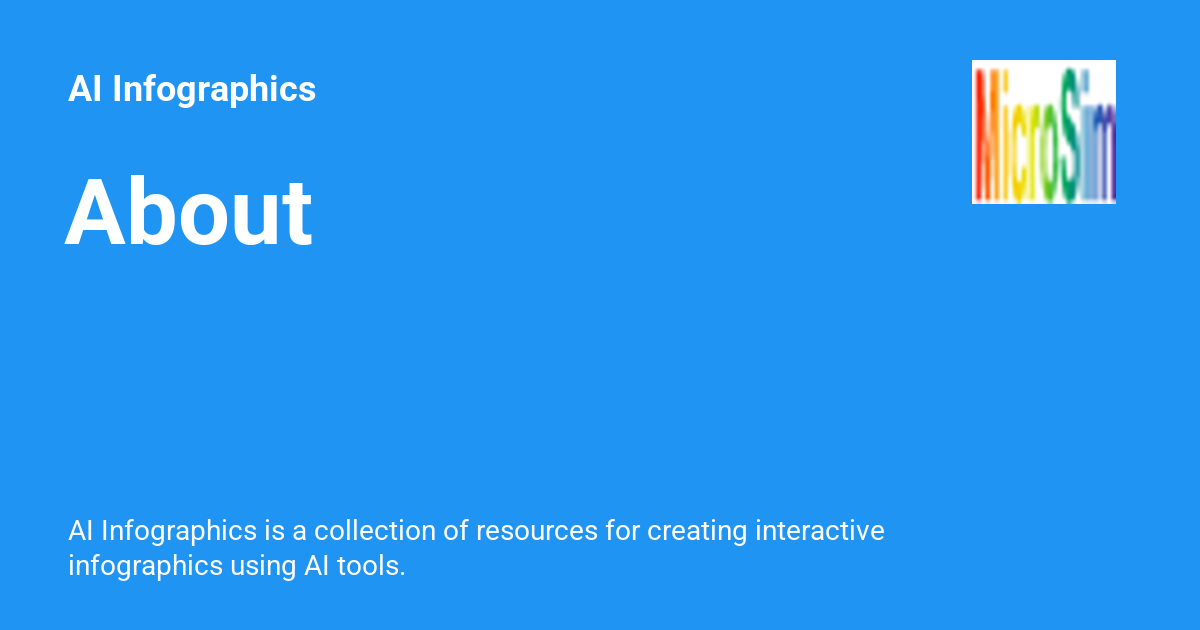 AI Infographics
MicroSim
About
AI Infographics is a collection of resources for creating interactive
infographics using AI tools.